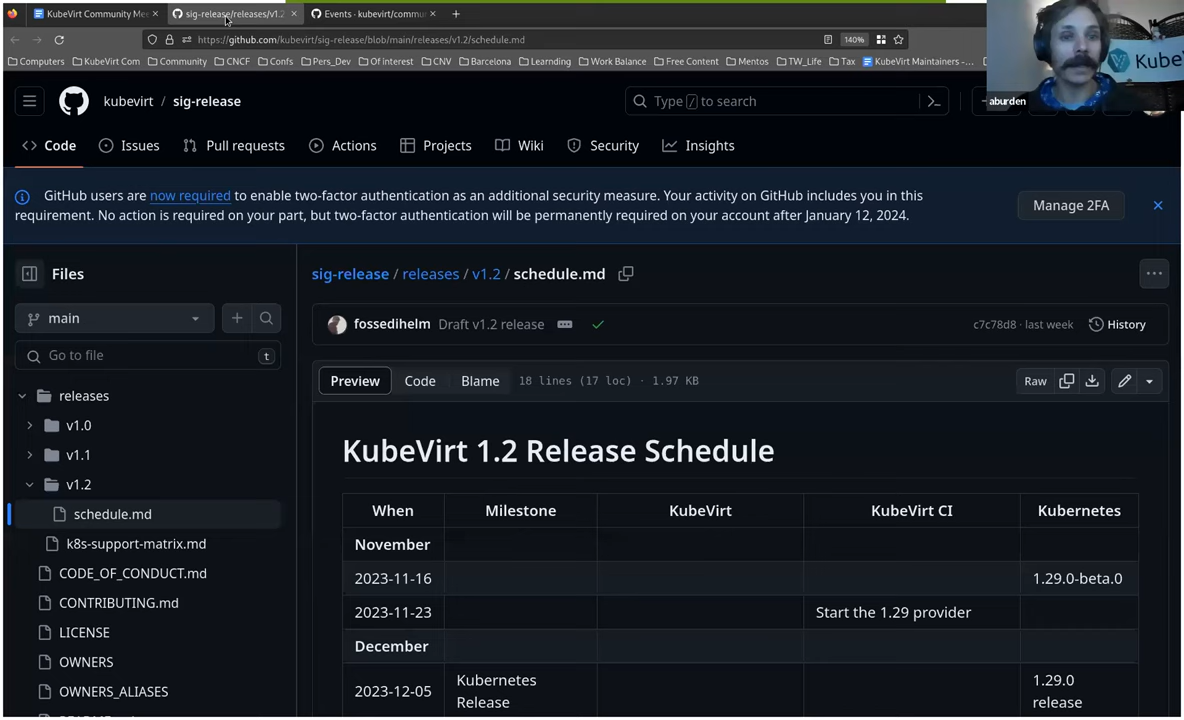 KubeVirt Community Mee
sig-release/releases/v1.2
Events · kubevirt/commu
https://github.com/kubevirt/sig-release/blob/main/releases/v1.2/schedule.md
140%
Computers
KubeVirt Com
Community
CNCF
Confs
Pers_Dev
Of interest
CNV
Barcelona
Learnding
Work Balance
Free Content
Mentos
TW_Life
Tax
KubeVirt Maintainers -...
KubeV
aburden
kubevirt / sig-release
Type / to search
Code
Issues
Pull requests
Actions
Projects
Wiki
Security
Insights
GitHub users are now required to enable two-factor authentication as an additional security measure. Your activity on GitHub includes you in this
requirement. No action is required on your part, but two-factor authentication will be permanently required on your account after January 12, 2024.
Manage 2FA
Files
main
Go to file
t
releases
v1.0
v1.1
v1.2
schedule.md
k8s-support-matrix.md
CODE_OF_CONDUCT.md
CONTRIBUTING.md
LICENSE
OWNERS
OWNERS_ALIASES
sig-release / releases / v1.2 / schedule.md
fossedihelm Draft v1.2 release
c7c78d8 · last week
History
Preview
Code
Blame
18 lines (17 loc) · 1.97 KB
Raw
KubeVirt 1.2 Release Schedule
When Milestone KubeVirt KubeVirt CI Kubernetes
November
2023-11-16 1.29.0-beta.0
2023-11-23 Start the 1.29 provider
December
2023-12-05 Kubernetes Release 1.29.0 release